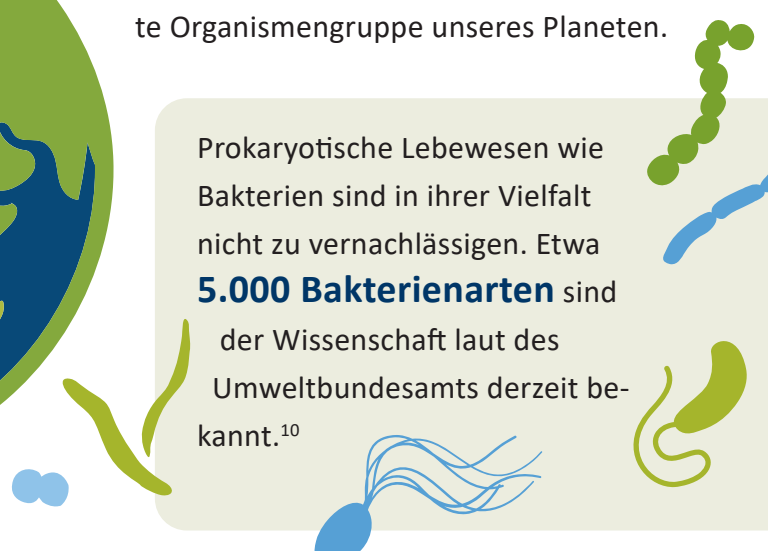 te Organismengruppe unseres Planeten.
Prokaryotische Lebewesen wie
Bakterien sind in ihrer Vielfalt
nicht zu vernachlässigen. Etwa
5.000 Bakterienarten sind
der Wissenschaft laut des
Umweltbundesamts derzeit be-
kannt.¹⁰